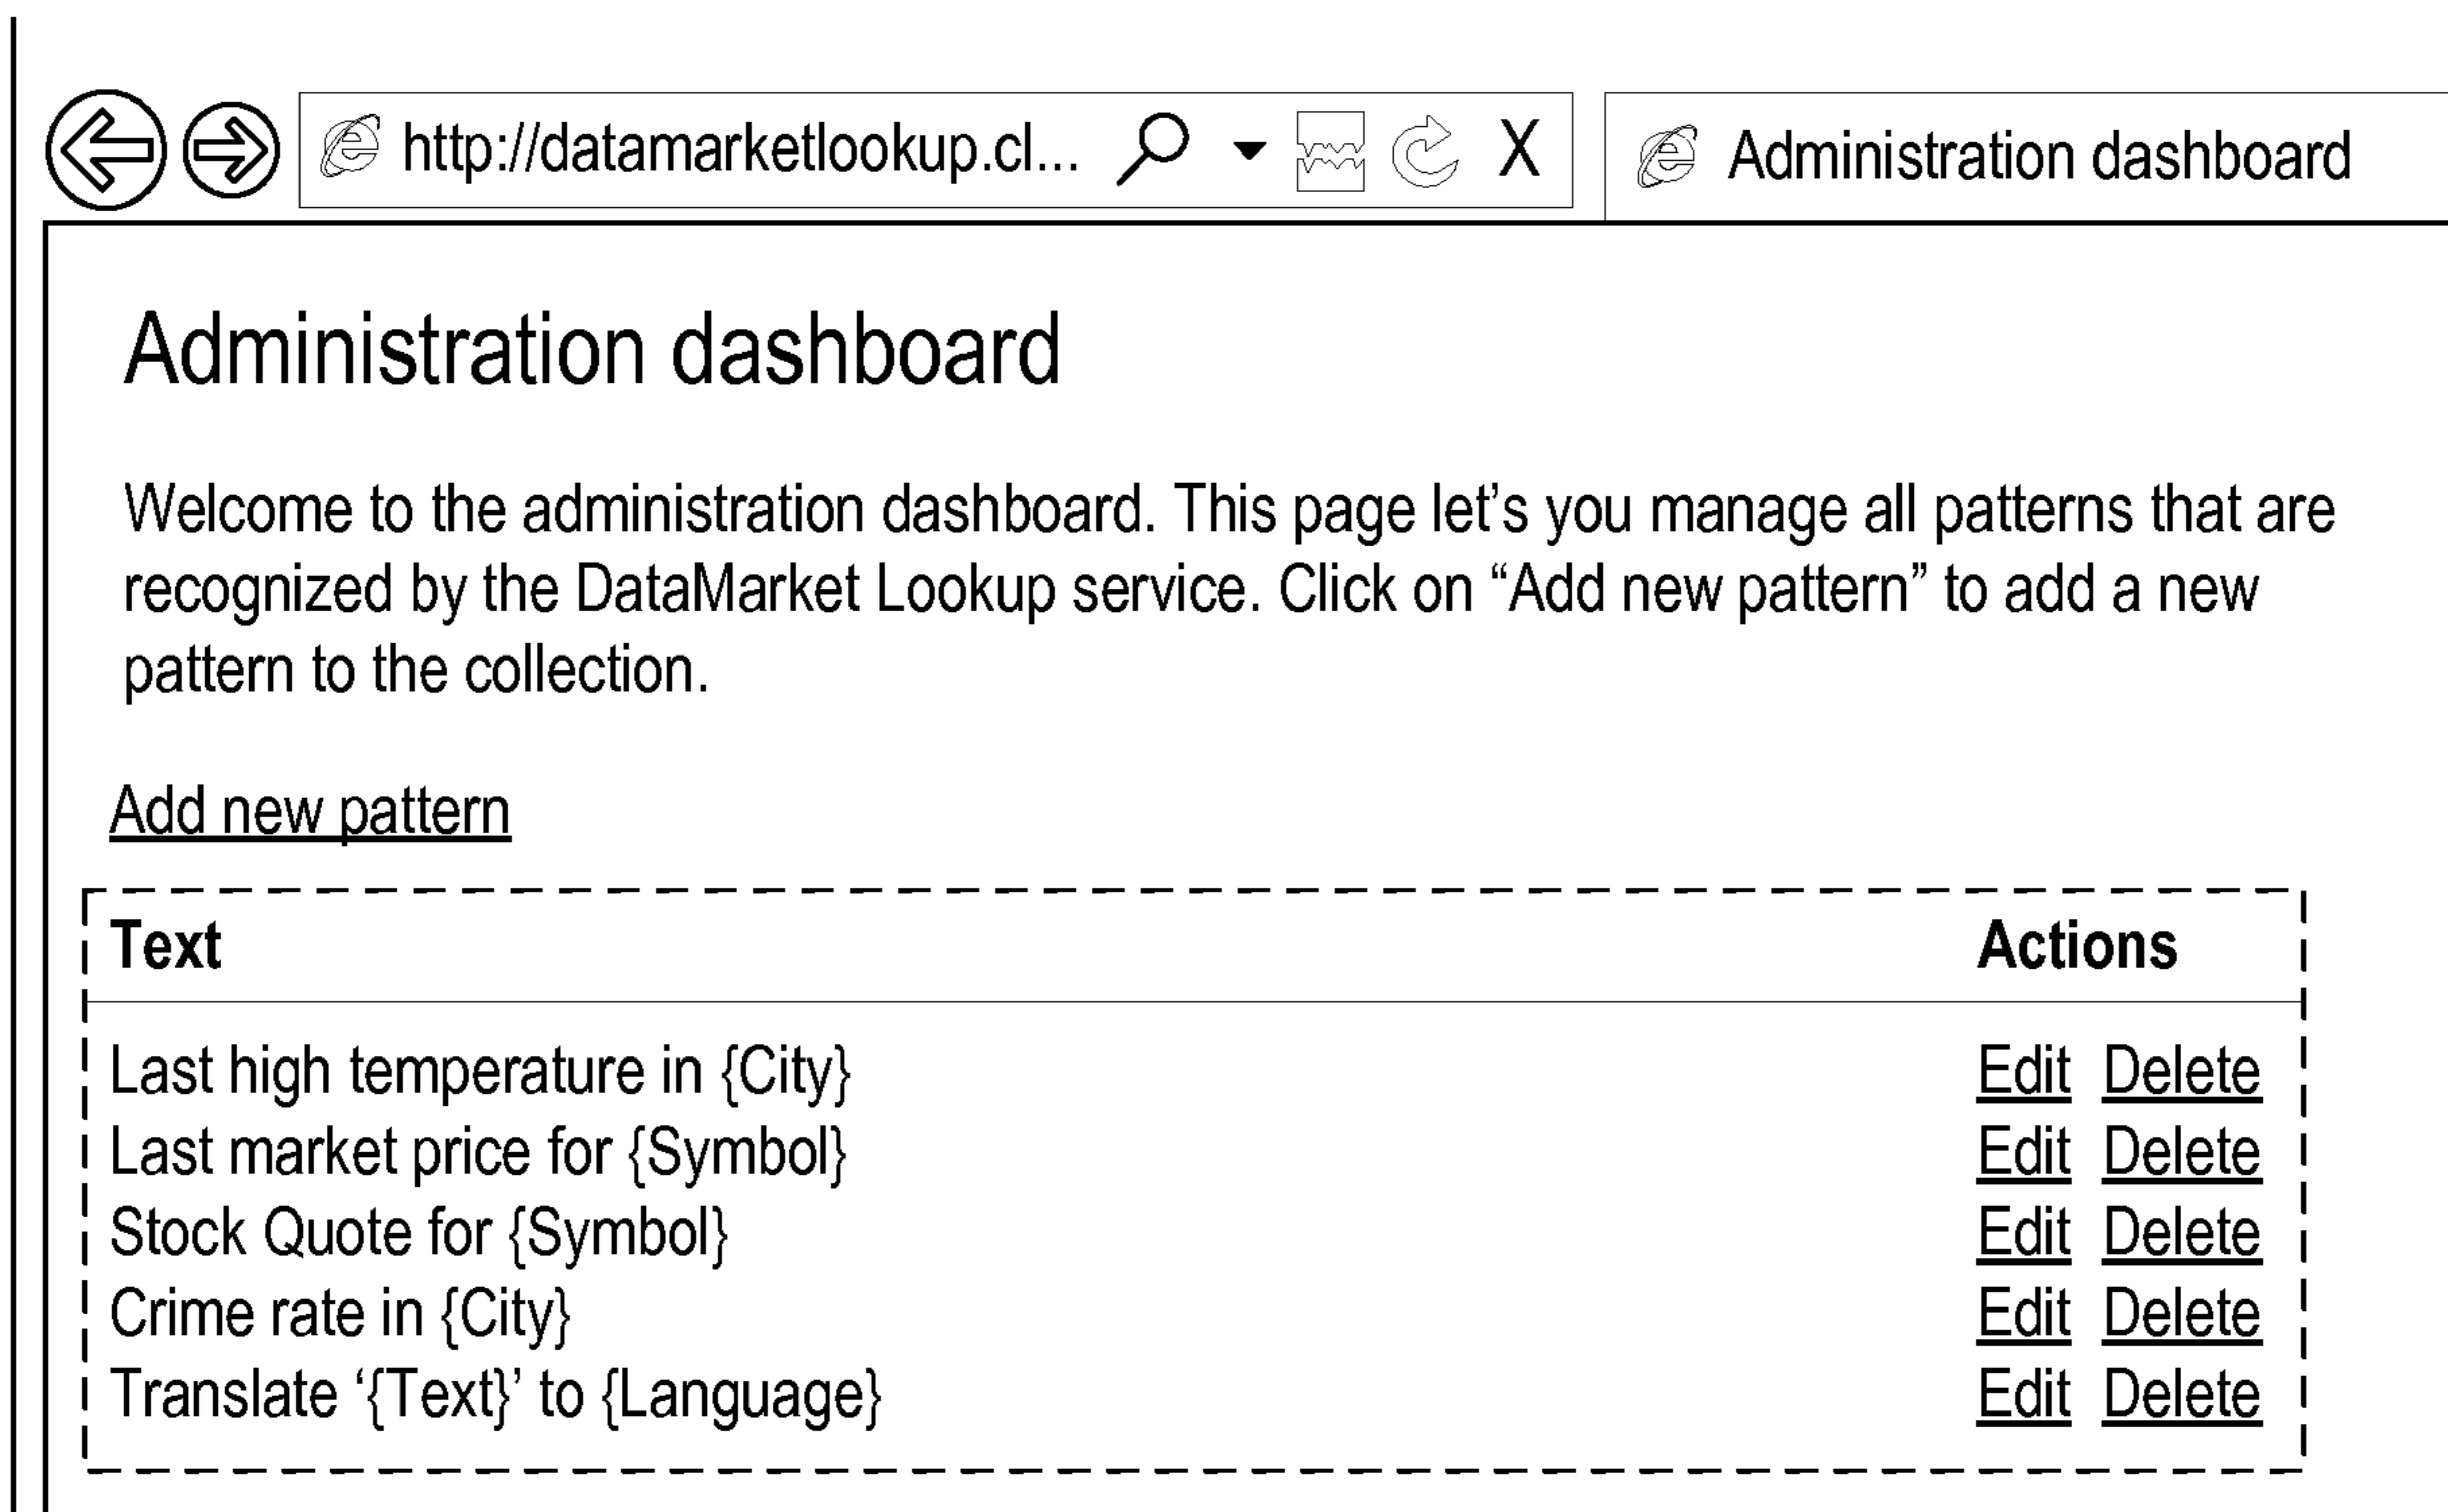 http://datamarketlookup.cl... X Administration dashboard
Administration dashboard
Welcome to the administration dashboard. This page let’s you manage all patterns that are
recognized by the DataMarket Lookup service. Click on “Add new pattern” to add a new
pattern to the collection.
Add new pattern
Text Actions
Last high temperature in {City} Edit Delete
Last market price for {Symbol} Edit Delete
Stock Quote for {Symbol} Edit Delete
Crime rate in {City} Edit Delete
Translate ‘{Text}’ to {Language} Edit Delete